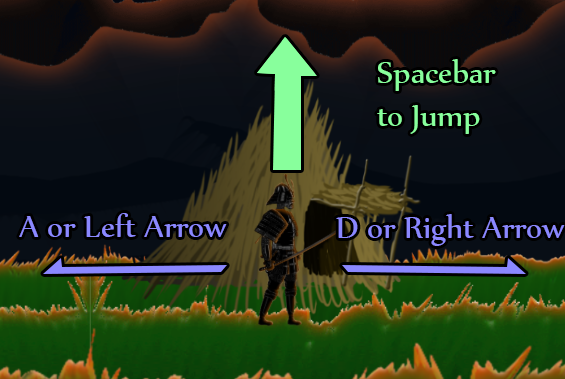 Spacebar
to Jump
A or Left Arrow
D or Right Arrow